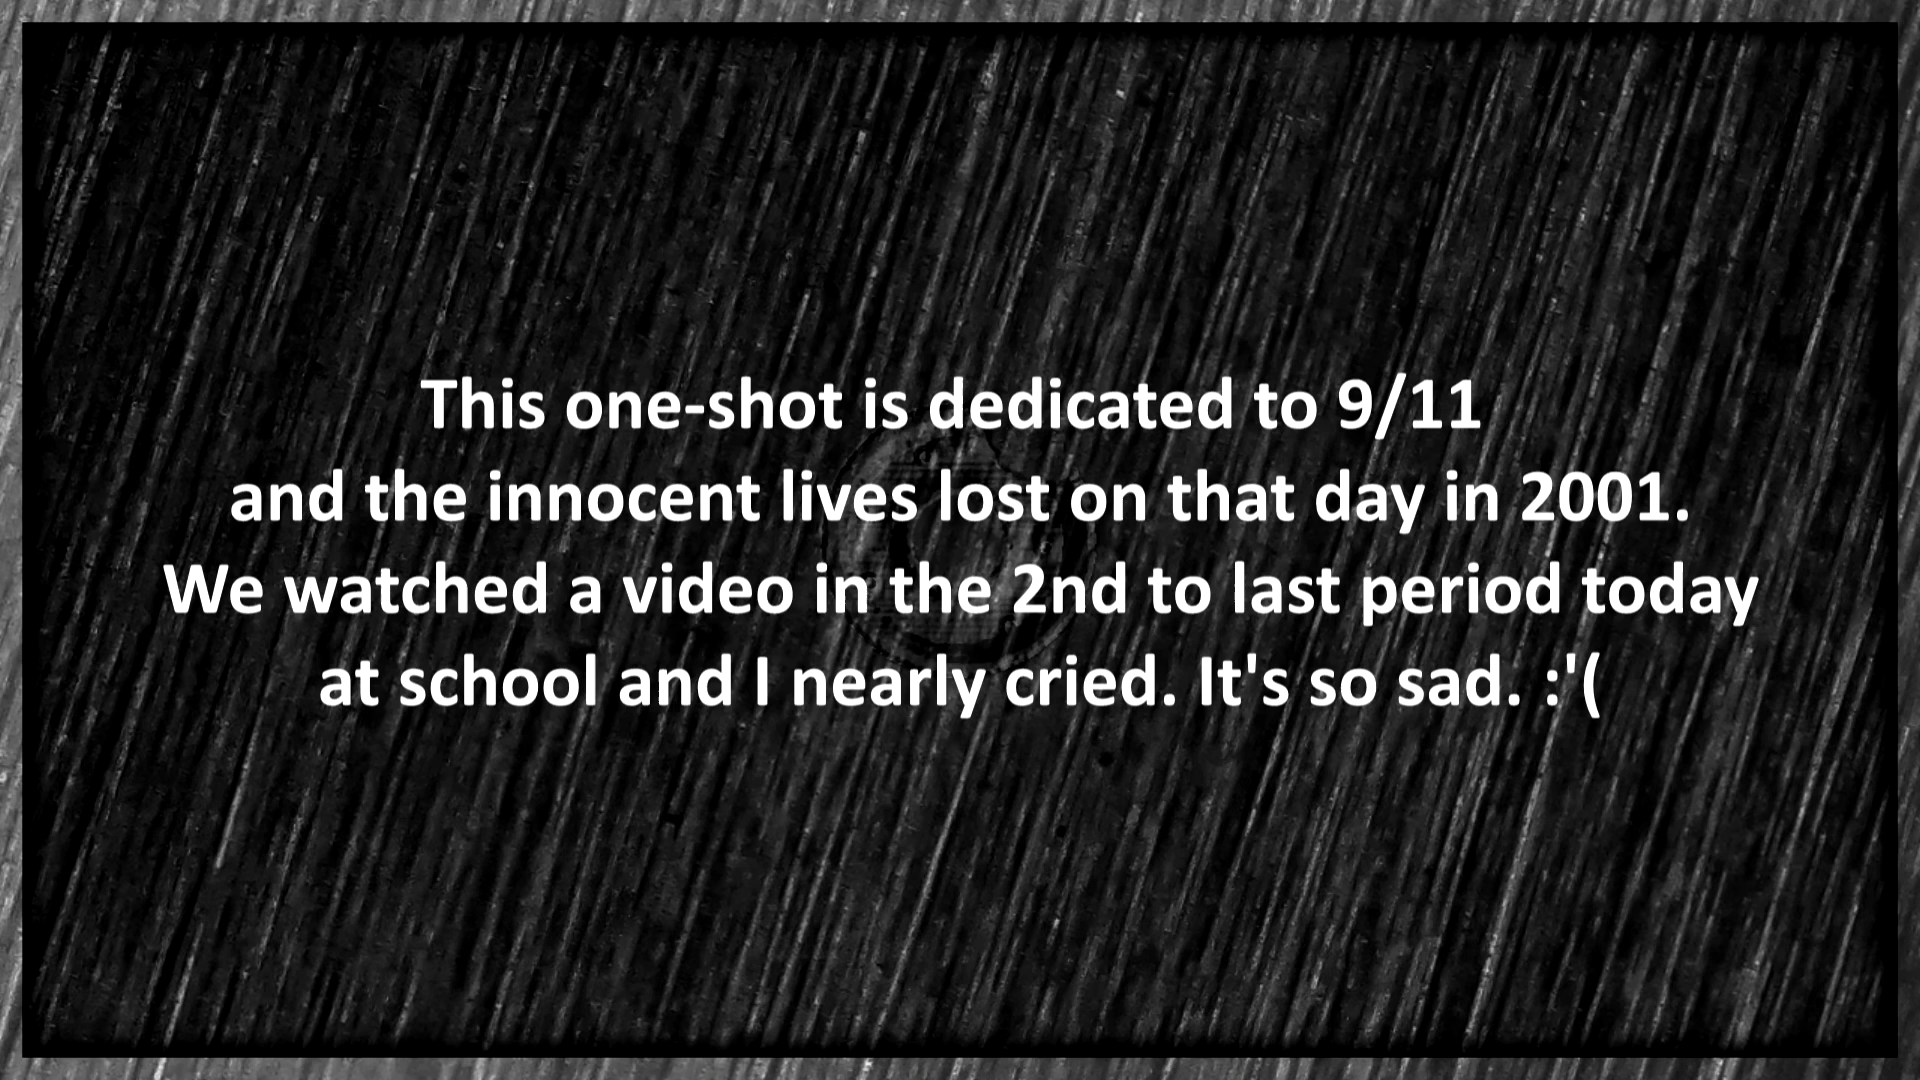 This one-shot is dedicated to 9/11
and the innocent lives lost on that day in 2001.
We watched a video in the 2nd to last period today
at school and I nearly cried. It's so sad. :'(